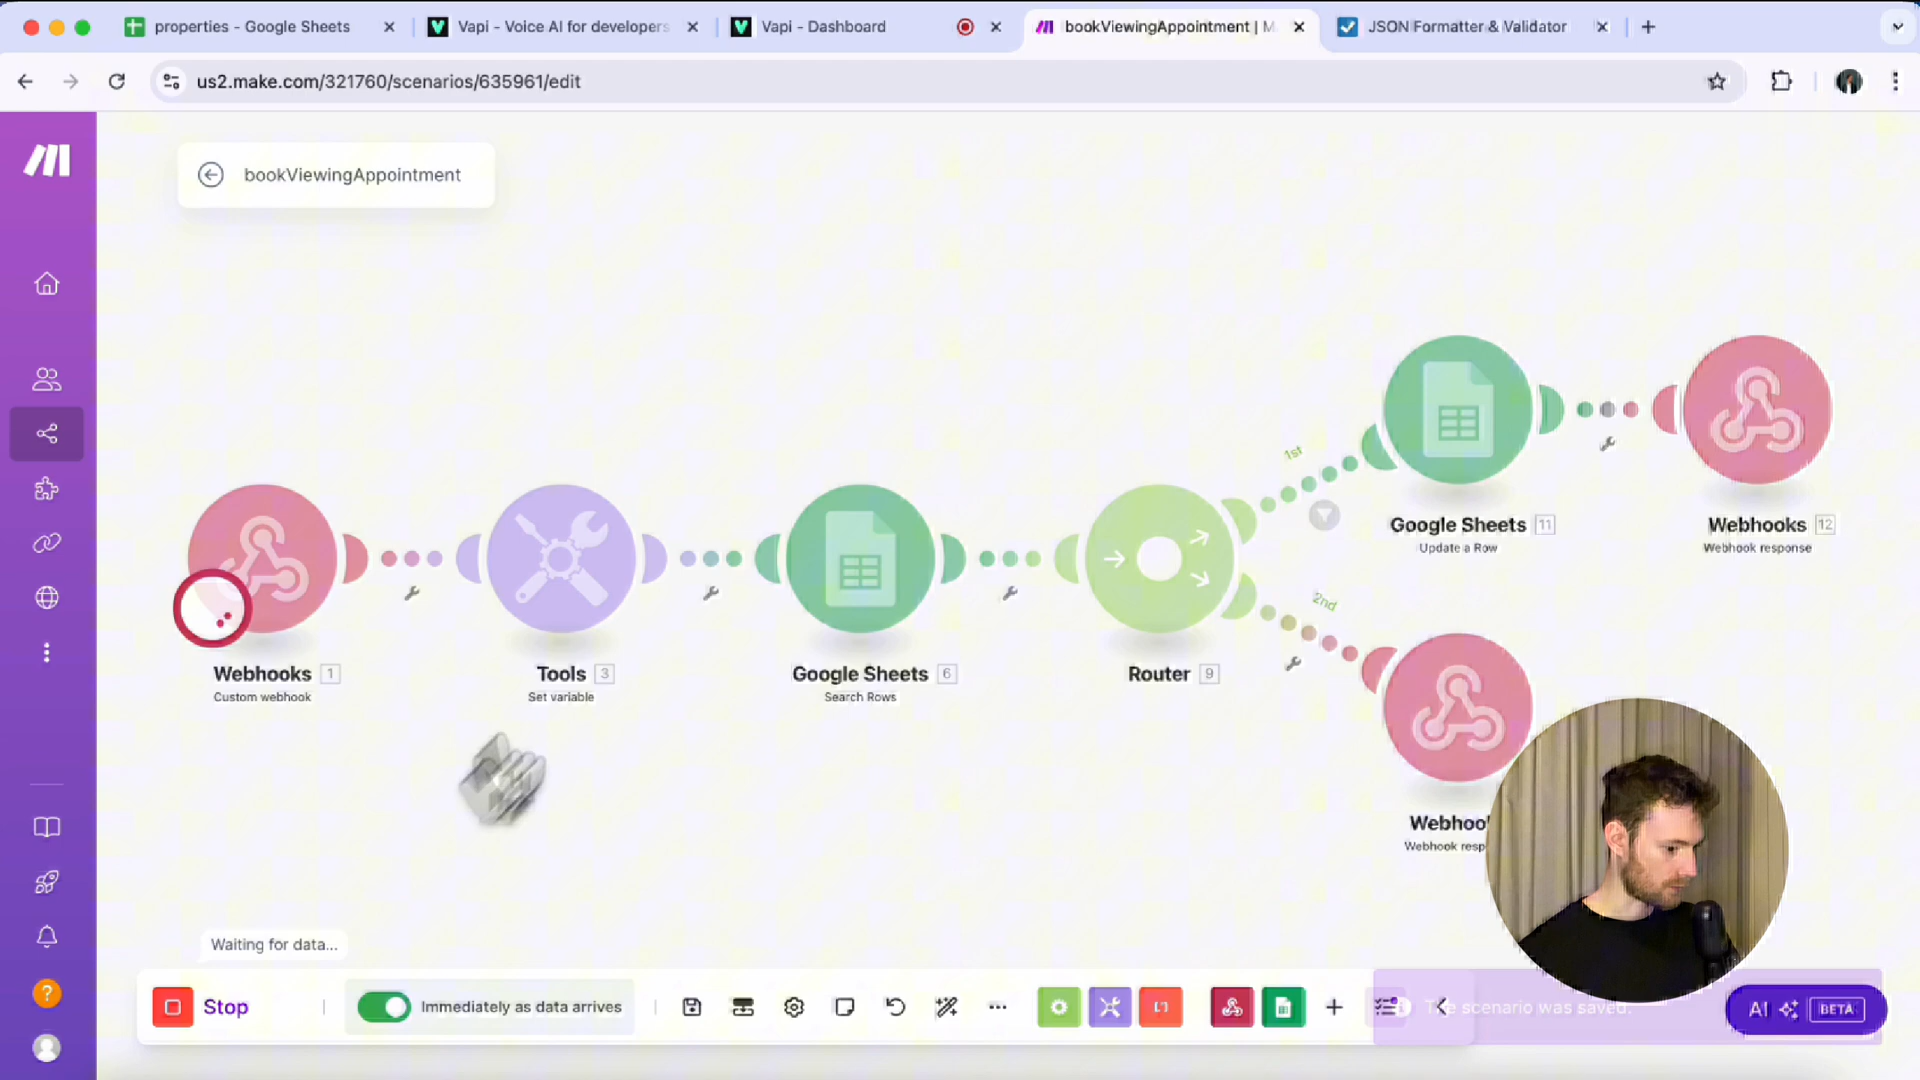 properties - Google Sheets
Vapi - Voice AI for developers
Vapi - Dashboard
bookViewingAppointment | M
JSON Formatter & Validator
us2.make.com/321760/scenarios/635961/edit
bookViewingAppointment
1st
Google Sheets 11
Update a Row
Webhooks 12
Webhook response
2nd
Webhooks 1
Custom webhook
Tools 3
Set variable
Google Sheets 6
Search Rows
Router 9
Webhoo
Webhook resp
Waiting for data...
Stop
Immediately as data arrives
The scenario was saved.
AI BETA
?